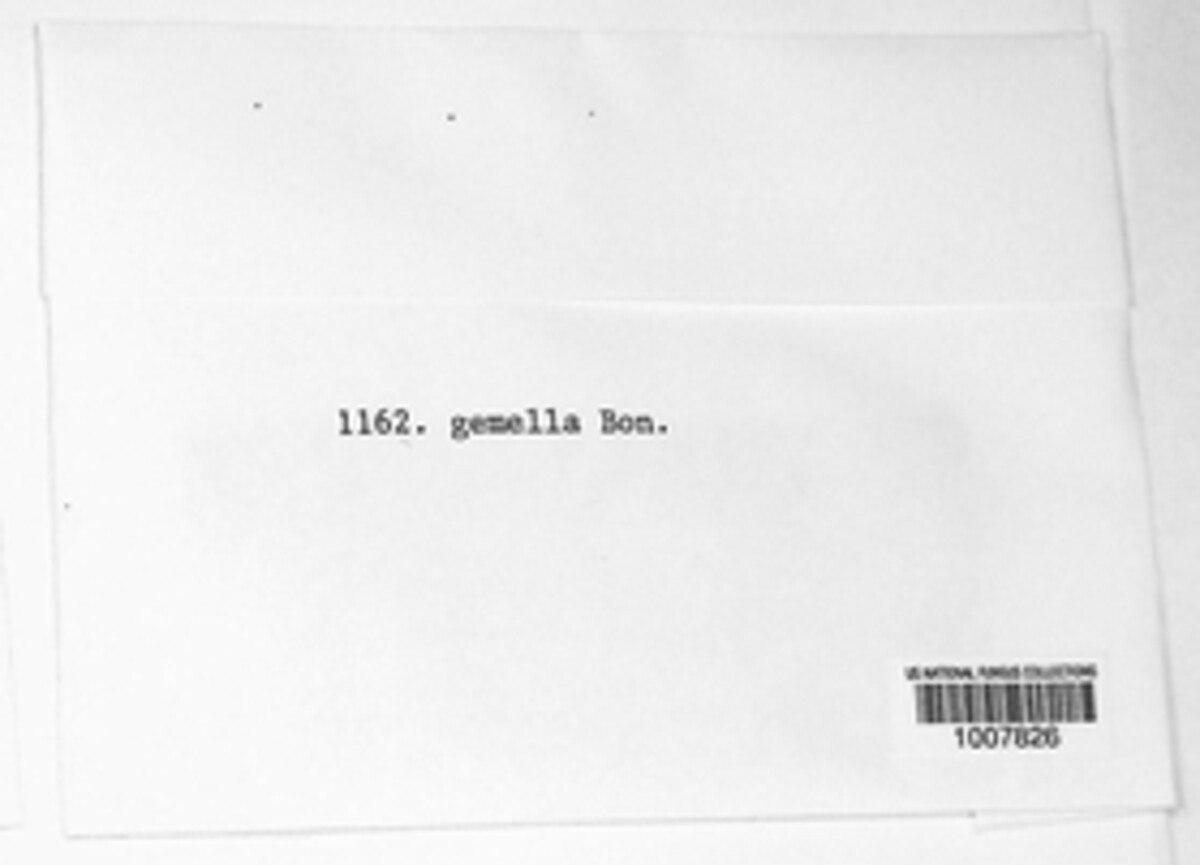 1162. gemella Bon.
US NATIONAL FUNGUS COLLECTIONS
1007826